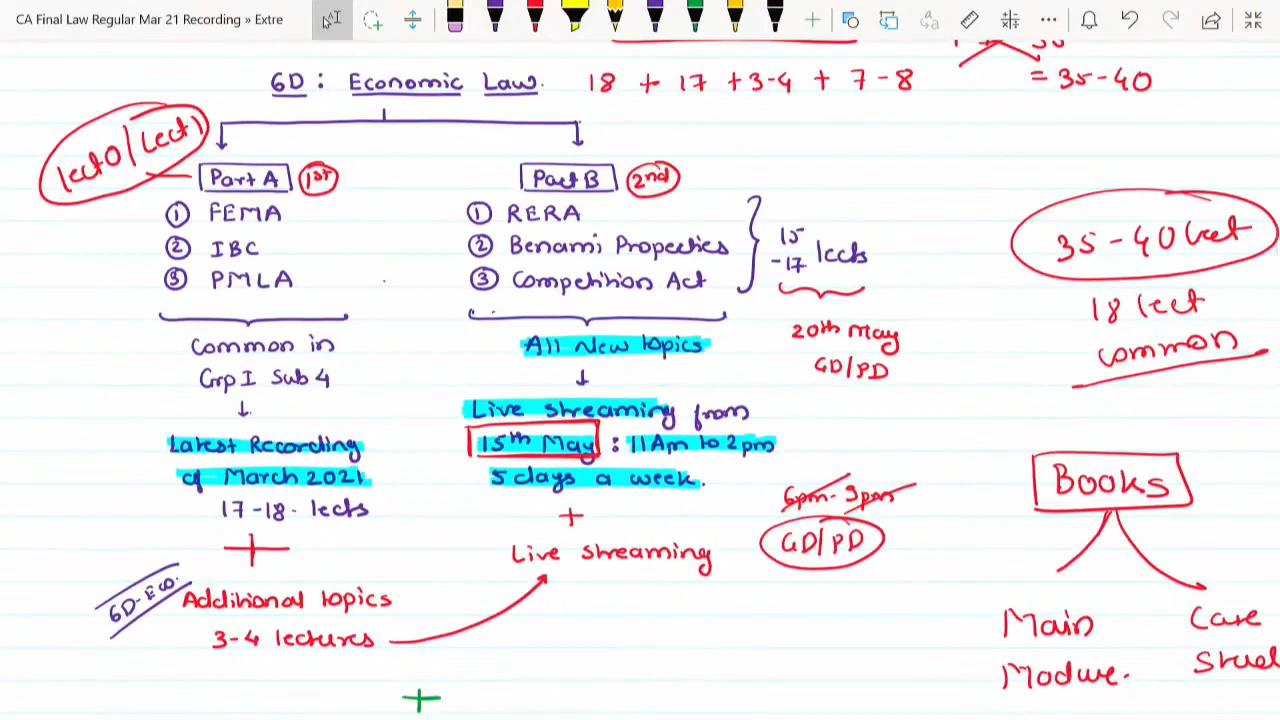 CA Final Law Regular Mar 21 Recording » Extre
6D : Economic Law. 18 + 17 + 3-4 + 7-8 = 35-40
Lect 0 / Lect 1
Part A 1st
① FEMA
② IBC
③ PMLA
Common in
Grp I Sub 4
Latest Recording
of March 2021
17-18. lects
+
6D-Eco.
Additional topics
3-4 lectures
+
Part B 2nd
① RERA
② Benami Properties
③ Competition Act
15
-17 lects
20th May
GD/PD
All New topics
Live streaming from
15th May : 11Am to 2pm
5 days a week.
+
Live streaming
6pm - 9pm
GD/PD
35-40 Lect
18 lect
common
Books
Main
Module.
Case
Stud